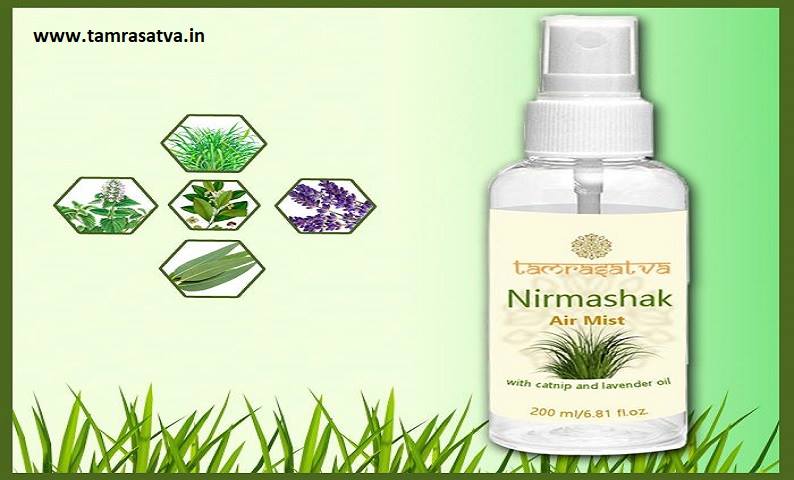 www.tamrasatva.in
tamrasatva
Nirmashak
Air Mist
with catnip and lavender oil
200 ml/6.81 fl.oz.